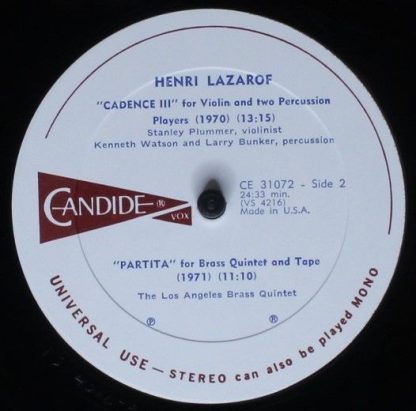 HENRI LAZAROF
"CADENCE III" for Violin and two Percussion
Players (1970) (13:15)
Stanley Plummer, violinist
Kenneth Watson and Larry Bunker, percussion
CANDIDE ®
VOX
CE 31072 - Side 2
24:33 min.
(VS 4216)
Made in U.S.A.
"PARTITA" for Brass Quintet and Tape
(1971) (11:10)
The Los Angeles Brass Quintet
℗ ®
UNIVERSAL USE — STEREO can also be played MONO